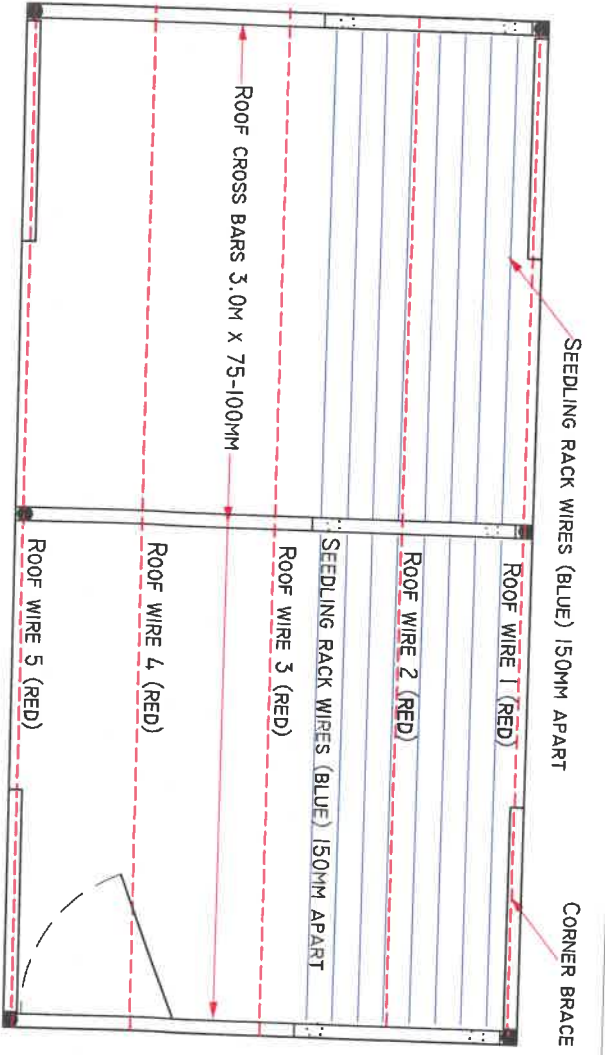 SEEDLING RACK WIRES (BLUE) 150MM APART
CORNER BRACE
ROOF WIRE 1 (RED)
ROOF WIRE 2 (RED)
SEEDLING RACK WIRES (BLUE) 150MM APART
ROOF WIRE 3 (RED)
ROOF CROSS BARS 3.0M X 75-100MM
ROOF WIRE 4 (RED)
ROOF WIRE 5 (RED)